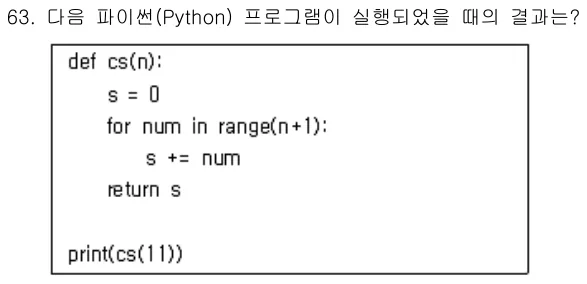 63. 다음 파이썬(Python) 프로그램이 실행되었을 때의 결과는?
def cs(n):
    s = 0
    for num in range(n+1):
        s += num
    return s
print(cs(11))